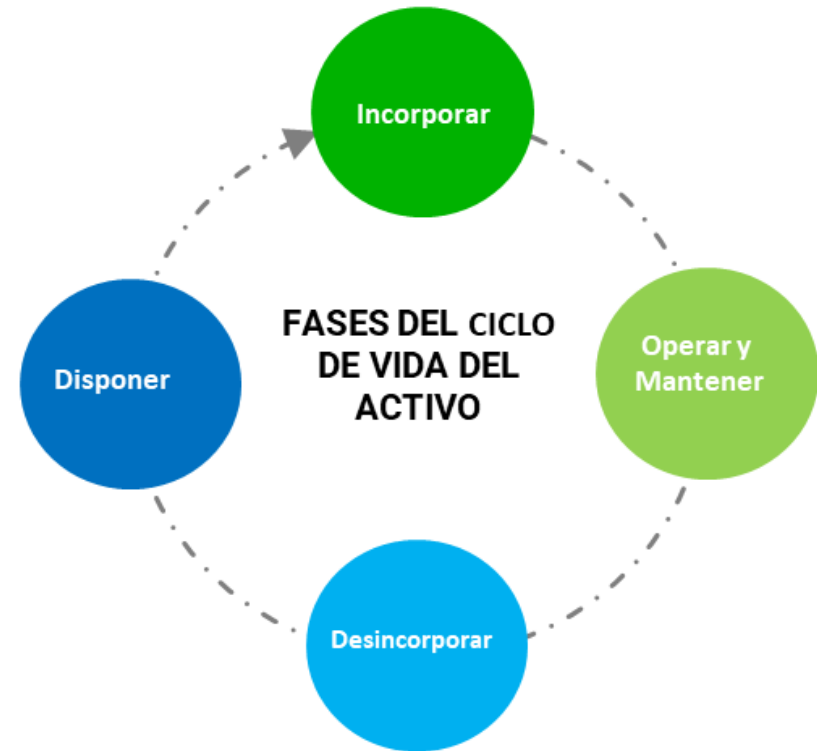 Incorporar
FASES DEL CICLO
DE VIDA DEL
ACTIVO
Operar y
Mantener
Disponer
Desincorporar